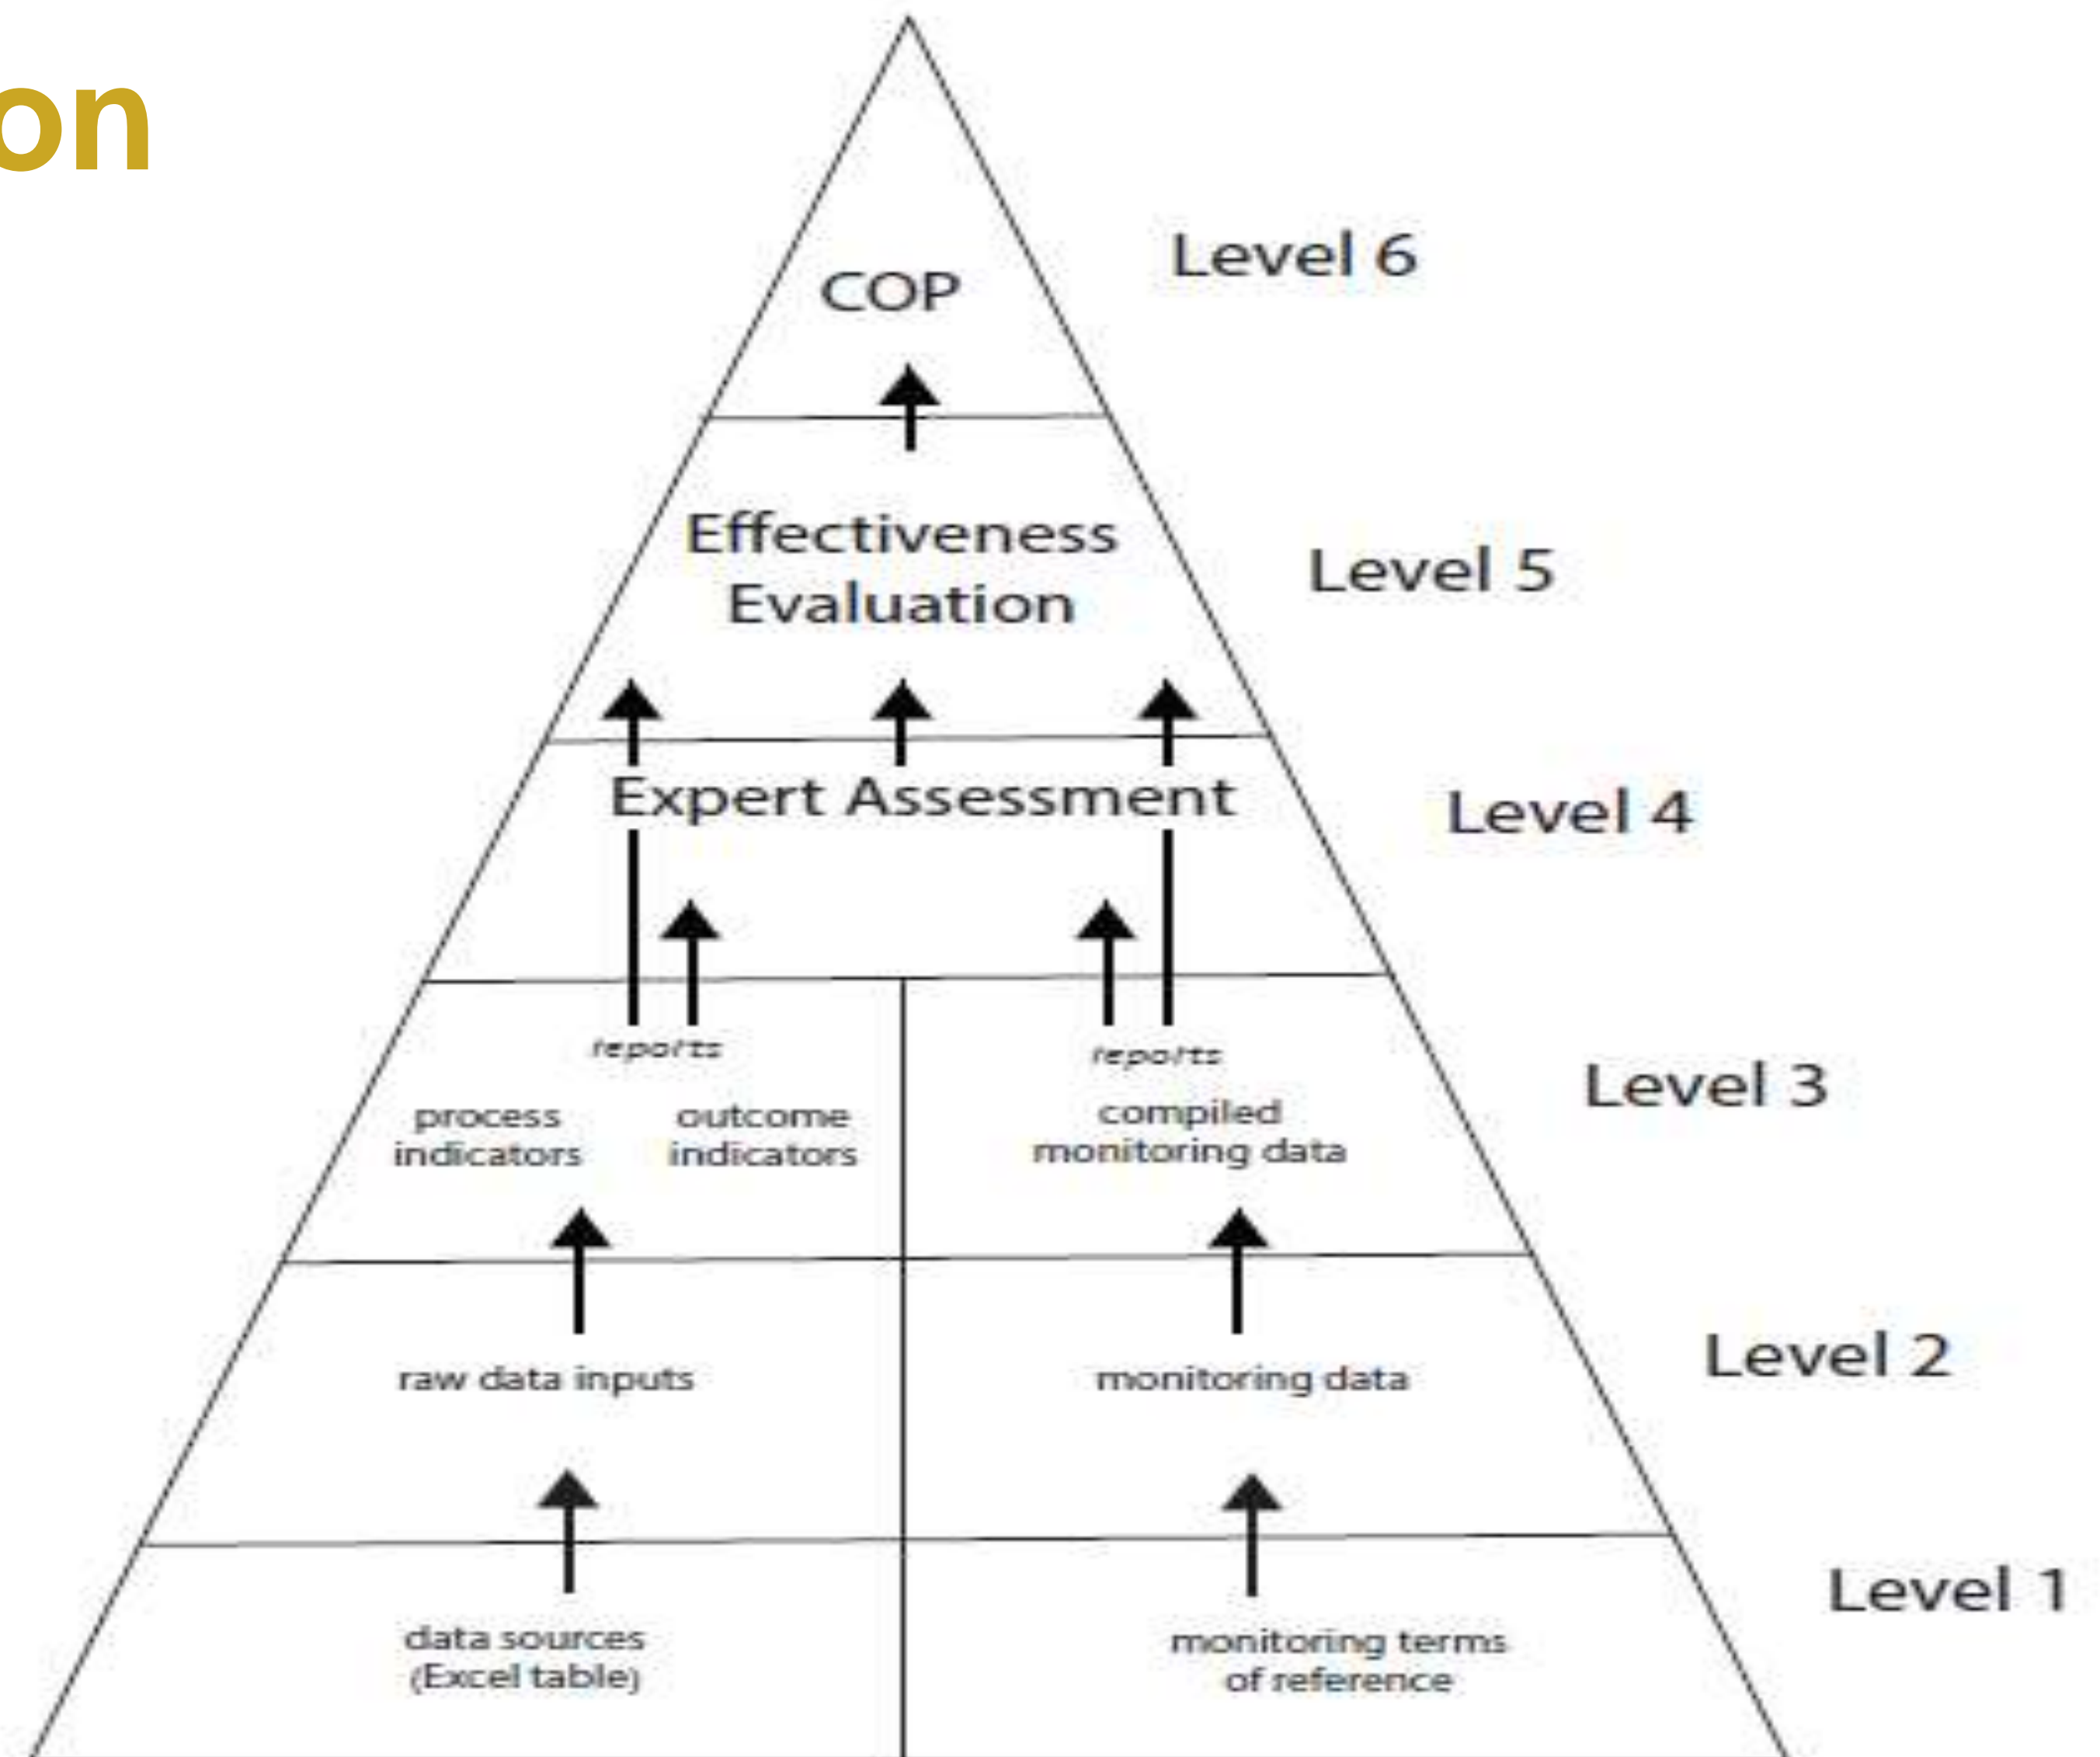 on
COP
Level 6
Effectiveness
Evaluation
Level 5
Expert Assessment
Level 4
reports
reports
process
indicators
outcome
indicators
compiled
monitoring data
Level 3
raw data inputs
monitoring data
Level 2
data sources
(Excel table)
monitoring terms
of reference
Level 1